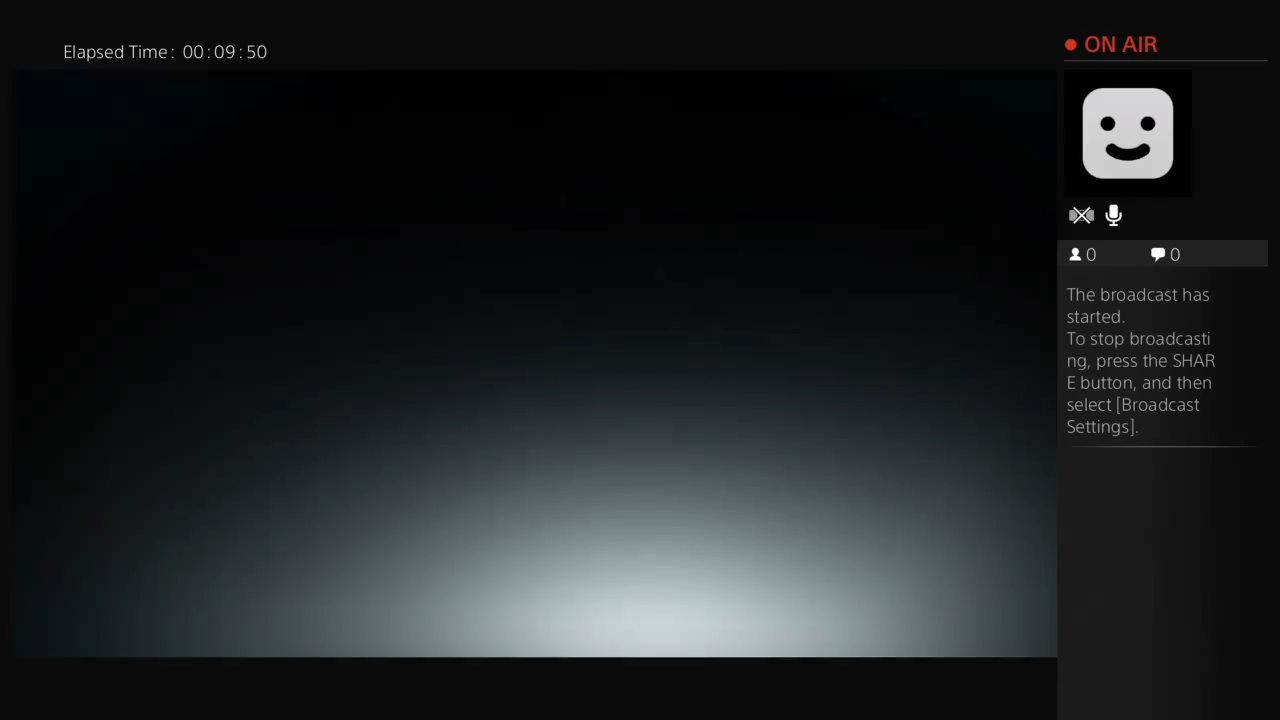 Elapsed Time: 00:09:50
ON AIR
0 0
The broadcast has
started.
To stop broadcasti
ng, press the SHAR
E button, and then
select [Broadcast
Settings].